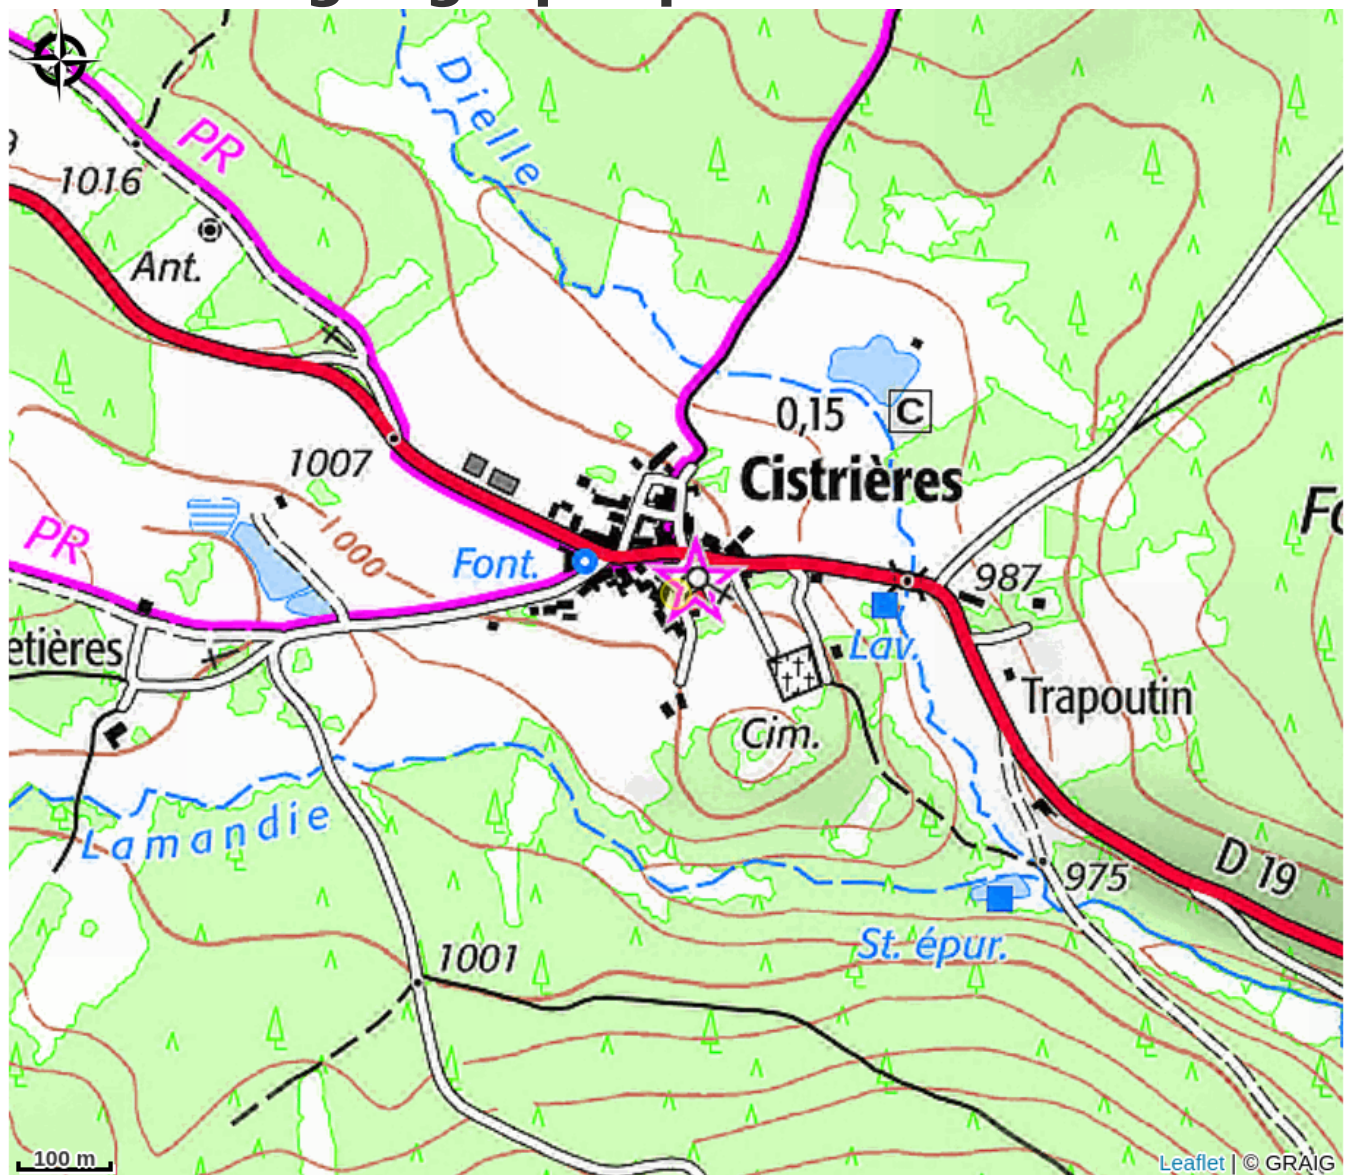 Dielle
PR
1016
Ant.
0,15
C
1007
Cistrières
PR
1000
Font.
987
etières
Lav.
Trapoutin
Cim.
Lamandie
D 19
975
St. épur.
1001
100 m
Leaflet | © GRAIG